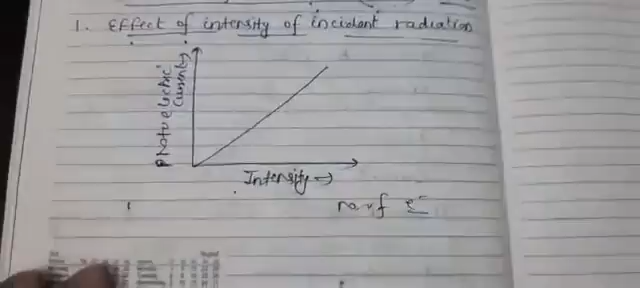 1. Effect of intensity of incident radiation
Photoelectric
Current
Intensity →
no. of e⁻